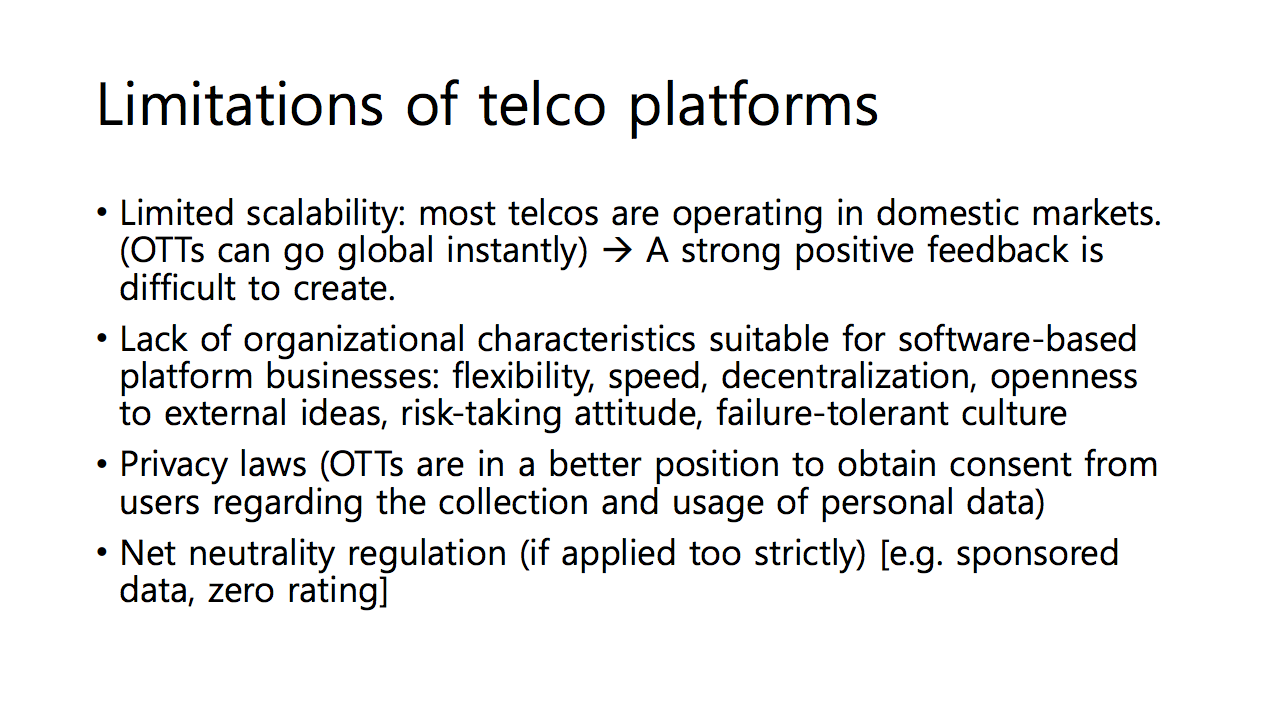 Limitations of telco platforms
• Limited scalability: most telcos are operating in domestic markets.
(OTTs can go global instantly) → A strong positive feedback is
difficult to create.
• Lack of organizational characteristics suitable for software-based
platform businesses: flexibility, speed, decentralization, openness
to external ideas, risk-taking attitude, failure-tolerant culture
• Privacy laws (OTTs are in a better position to obtain consent from
users regarding the collection and usage of personal data)
• Net neutrality regulation (if applied too strictly) [e.g. sponsored
data, zero rating]